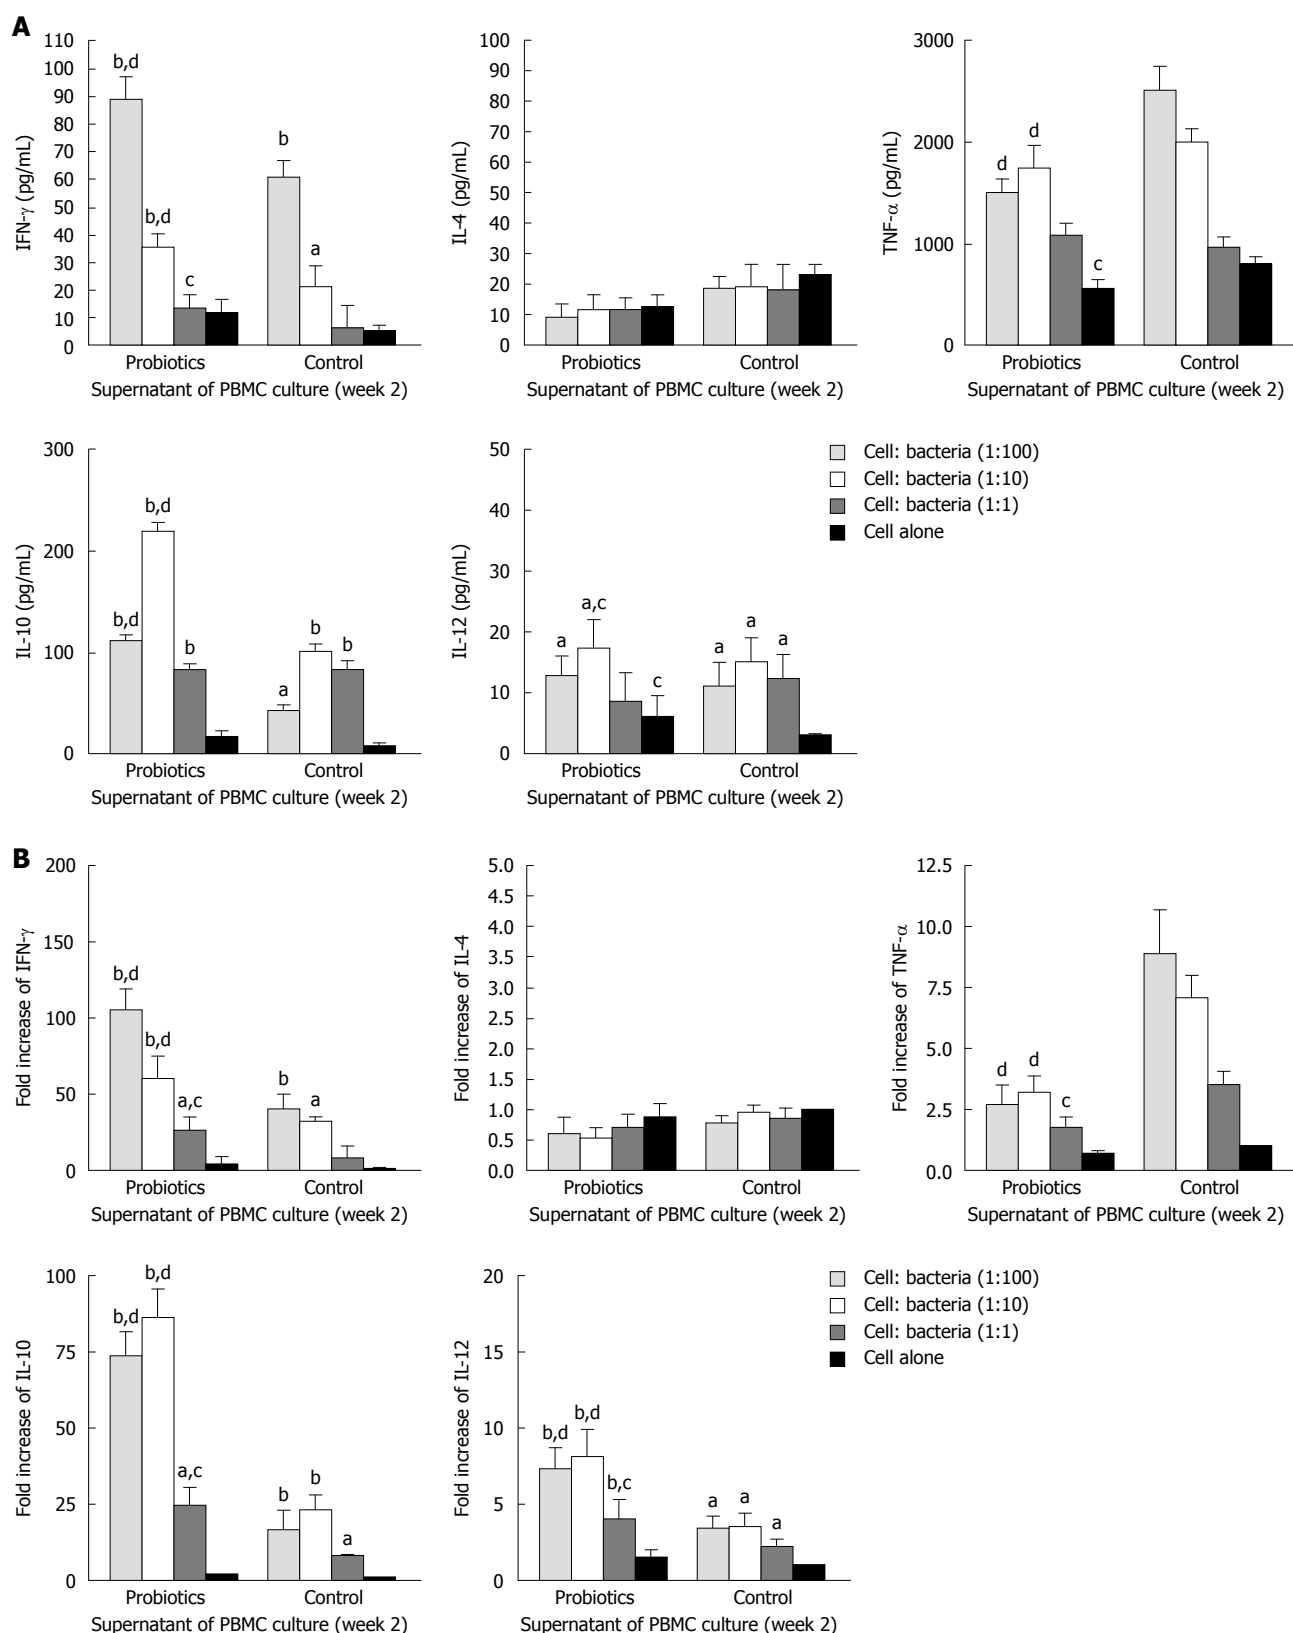 A
110
100
90
80
70
60
50
40
30
20
10
0
IFN-γ (pg/mL)
b,d
b,d
c
b
a
Probiotics Control
Supernatant of PBMC culture (week 2)
100
90
80
70
60
50
40
30
20
10
0
IL-4 (pg/mL)
Probiotics Control
Supernatant of PBMC culture (week 2)
3000
2000
1000
0
TNF-α (pg/mL)
d
d
c
Probiotics Control
Supernatant of PBMC culture (week 2)
300
200
100
0
IL-10 (pg/mL)
b,d
b,d
b
a
b
b
Probiotics Control
Supernatant of PBMC culture (week 2)
50
40
30
20
10
0
IL-12 (pg/mL)
a
a,c
c
a
a
a
Probiotics Control
Supernatant of PBMC culture (week 2)
Cell: bacteria (1:100)
Cell: bacteria (1:10)
Cell: bacteria (1:1)
Cell alone
B
200
150
100
50
0
Fold increase of IFN-γ
b,d
b,d
a,c
b
a
Probiotics Control
Supernatant of PBMC culture (week 2)
5.0
4.5
4.0
3.5
3.0
2.5
2.0
1.5
1.0
0.5
0.0
Fold increase of IL-4
Probiotics Control
Supernatant of PBMC culture (week 2)
12.5
10.0
7.5
5.0
2.5
0.0
Fold increase of TNF-α
d
d
c
Probiotics Control
Supernatant of PBMC culture (week 2)
100
75
50
25
0
Fold increase of IL-10
b,d
b,d
a,c
b
b
a
Probiotics Control
Supernatant of PBMC culture (week 2)
20
15
10
5
0
Fold increase of IL-12
b,d
b,d
b,c
a
a
a
Probiotics Control
Supernatant of PBMC culture (week 2)
Cell: bacteria (1:100)
Cell: bacteria (1:10)
Cell: bacteria (1:1)
Cell alone